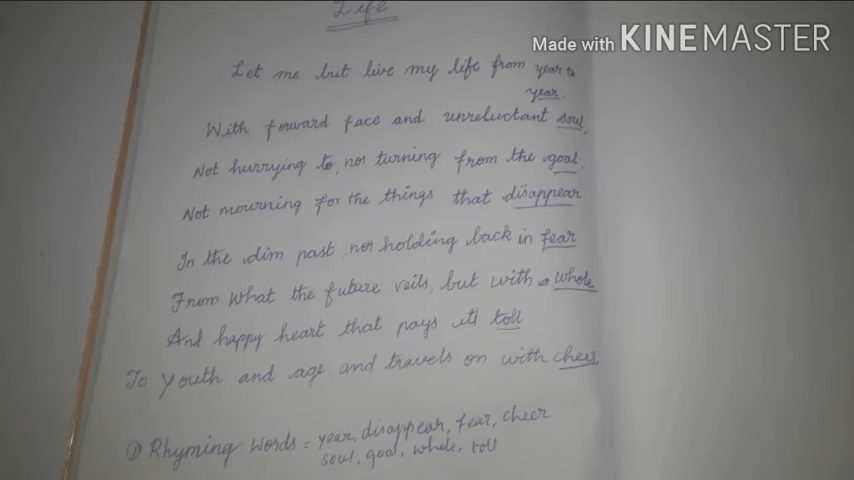 Life
Made with KINEMASTER
Let me but live my life from year to
year.
With forward face and unreluctant soul,
Not hurrying to, nor turning from the goal.
Not mourning for the things that disappear
In the dim past, nor holding back in fear
From what the future veils, but with a whole
And happy heart that pays its toll
To Youth and age and travels on with cheer.
① Rhyming Words = year, disappear, fear, cheer
soul, goal, whole, toll